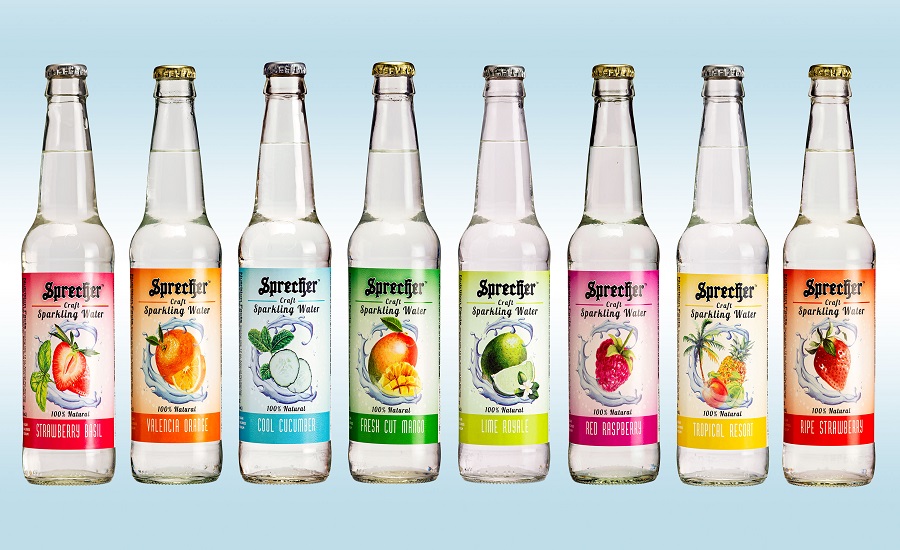 Sprecher
Craft
Sparkling Water
100% Natural
STRAWBERRY BASIL
Sprecher
Craft
Sparkling Water
100% Natural
VALENCIA ORANGE
Sprecher
Craft
Sparkling Water
100% Natural
COOL CUCUMBER
Sprecher
Craft
Sparkling Water
100% Natural
FRESH CUT MANGO
Sprecher
Craft
Sparkling Water
100% Natural
LIME ROYALE
Sprecher
Craft
Sparkling Water
100% Natural
RED RASPBERRY
Sprecher
Craft
Sparkling Water
100% Natural
TROPICAL RESORT
Sprecher
Craft
Sparkling Water
100% Natural
RIPE STRAWBERRY